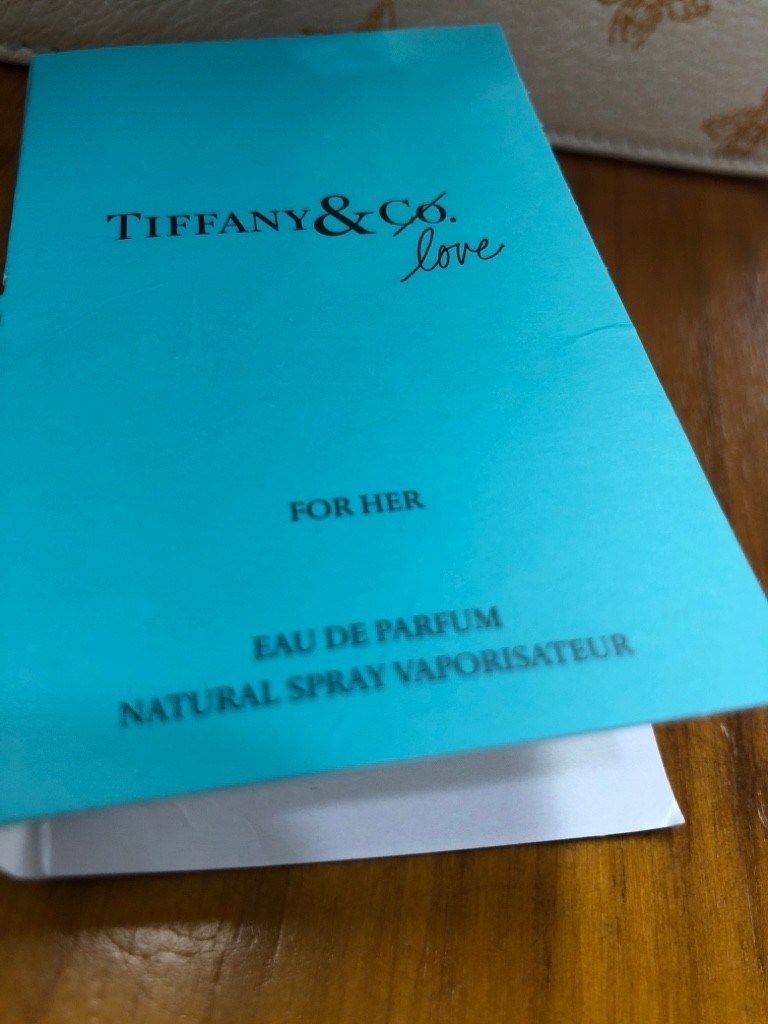 TIFFANY & Co.
love
FOR HER
EAU DE PARFUM
NATURAL SPRAY VAPORISATEUR